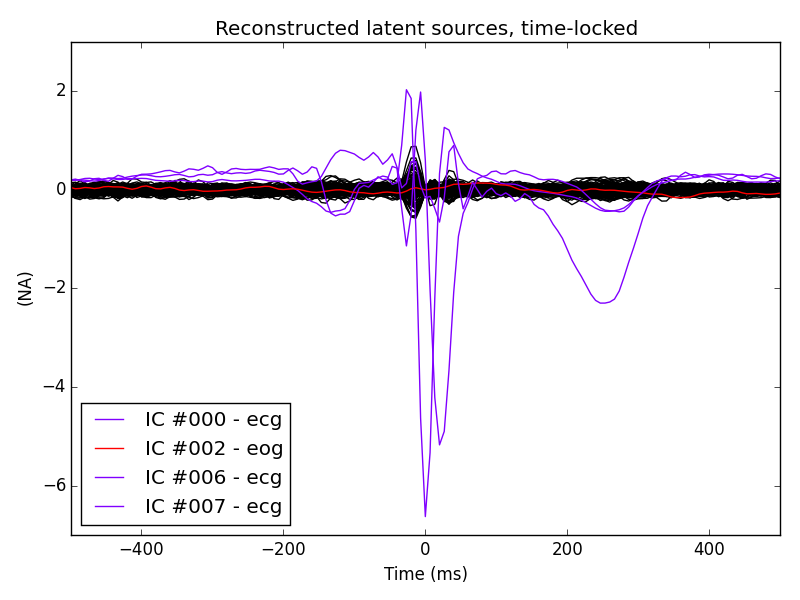 Reconstructed latent sources, time-locked
2
0
−2
−4
−6
(NA)
IC #000 - ecg
IC #002 - eog
IC #006 - ecg
IC #007 - ecg
−400
−200
0
200
400
Time (ms)